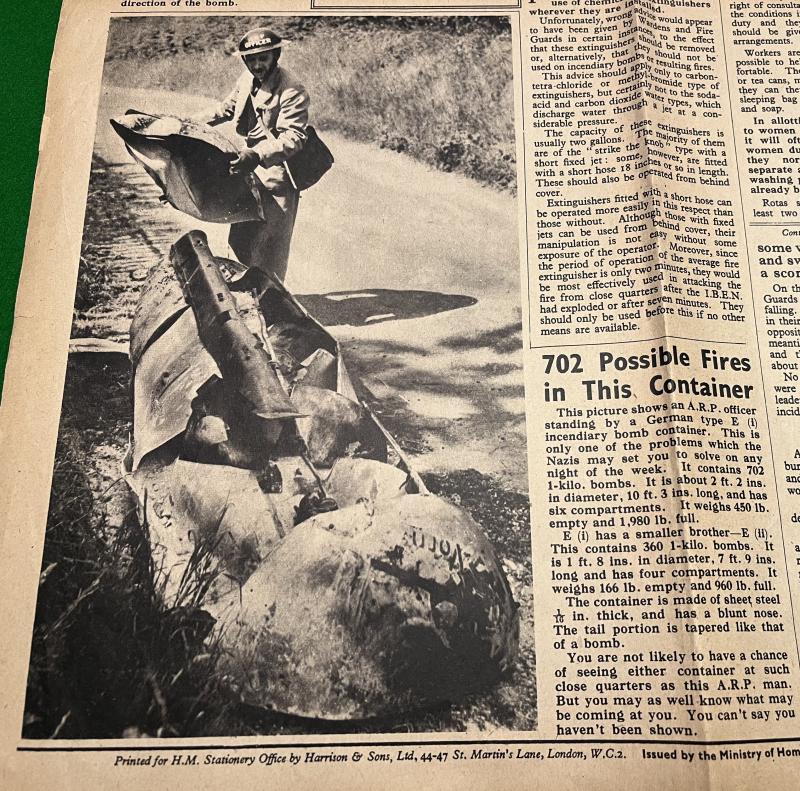 direction of the bomb.
OFFICER
use of chemical extinguishers
wherever they are installed.
Unfortunately, wrong advice would appear
to have been given by Wardens and Fire
Guards in certain instances, to the effect
that these extinguishers should be removed
or, alternatively, that they should not be
used on incendiary bombs or resulting fires.
This advice should apply only to carbon-
tetra-chloride or methyl-bromide type of
extinguishers, but certainly not to the soda-
acid and carbon dioxide water types, which
discharge water through a jet at a con-
siderable pressure.
The capacity of these extinguishers is
usually two gallons. The majority of them
are of the "strike the knob" type with a
short fixed jet: some, however, are fitted
with a short hose 18 inches or so in length.
These should also be operated from behind
cover.
Extinguishers fitted with a short hose can
be operated more easily in this respect than
those without. Although those with fixed
jets can be used from behind cover, their
manipulation is not easy without some
exposure of the operator. Moreover, since
the period of operation of the average fire
extinguisher is only two minutes, they would
be most effectively used in attacking the
fire from close quarters after the I.B.E.N.
had exploded or after seven minutes. They
should only be used before this if no other
means are available.
702 Possible Fires
in This Container
This picture shows an A.R.P. officer
standing by a German type E (i)
incendiary bomb container. This is
only one of the problems which the
Nazis may set you to solve on any
night of the week. It contains 702
1-kilo. bombs. It is about 2 ft. 2 ins.
in diameter, 10 ft. 3 ins. long, and has
six compartments. It weighs 450 lb.
empty and 1,980 lb. full.
E (i) has a smaller brother—E (ii).
This contains 360 1-kilo. bombs. It
is 1 ft. 8 ins. in diameter, 7 ft. 9 ins.
long and has four compartments. It
weighs 166 lb. empty and 960 lb. full.
The container is made of sheet steel
1/16 in. thick, and has a blunt nose.
The tail portion is tapered like that
of a bomb.
You are not likely to have a chance
of seeing either container at such
close quarters as this A.R.P. man.
But you may as well know what may
be coming at you. You can't say you
haven't been shown.
right of consulta
the conditions i
duty and they
should be give
arrangements.
Workers are
possible to he
fortable. The
or tea cans, m
they can the
sleeping bag
and soap.
In allotti
to women
it will oft
women du
they nor
separate a
washing p
already b
Rotas s
least two
Con
some v
and sv
a scor
On th
Guards
falling.
in their
opposit
meanti
and t
about
No
were
leade
incid
Printed for H.M. Stationery Office by Harrison & Sons, Ltd, 44-47 St. Martin's Lane, London, W.C.2. Issued by the Ministry of Hom